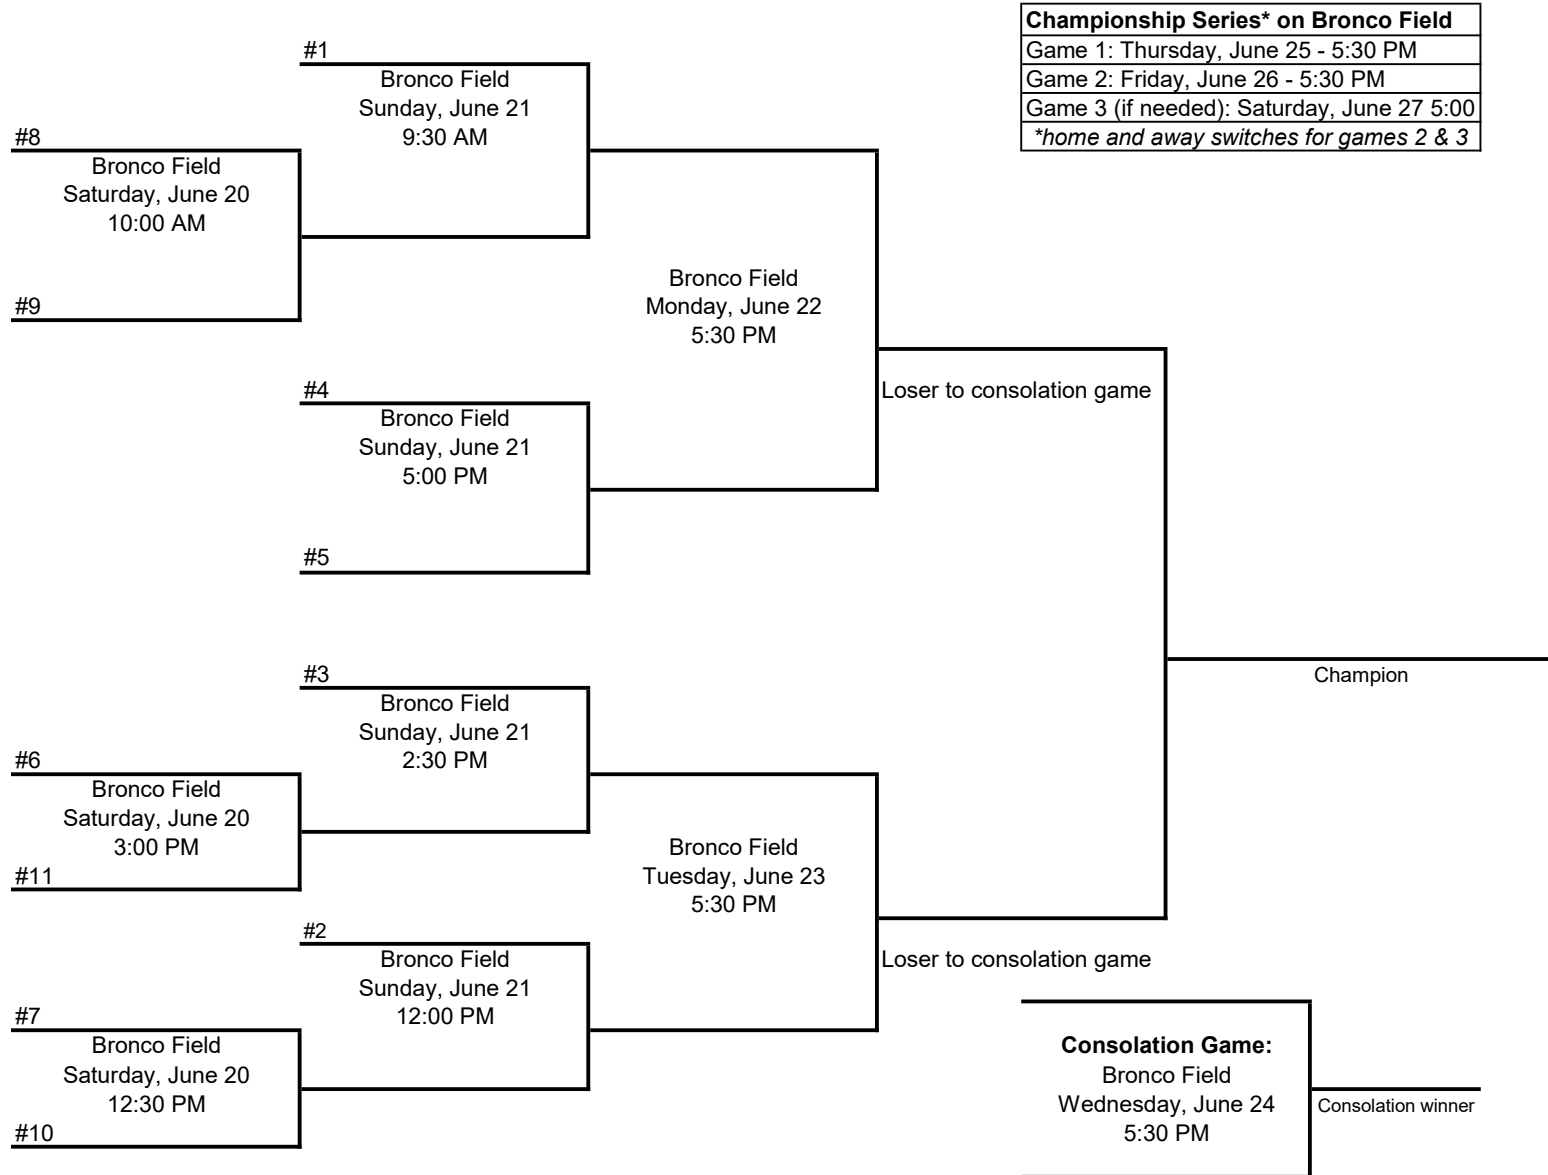 Championship Series* on Bronco Field
Game 1: Thursday, June 25 - 5:30 PM
Game 2: Friday, June 26 - 5:30 PM
Game 3 (if needed): Saturday, June 27 5:00
*home and away switches for games 2 & 3
#1
Bronco Field
Sunday, June 21
9:30 AM
#8
Bronco Field
Saturday, June 20
10:00 AM
#9
Bronco Field
Monday, June 22
5:30 PM
Loser to consolation game
#4
Bronco Field
Sunday, June 21
5:00 PM
#5
#3
Bronco Field
Sunday, June 21
2:30 PM
Champion
#6
Bronco Field
Saturday, June 20
3:00 PM
#11
Bronco Field
Tuesday, June 23
5:30 PM
Loser to consolation game
#2
Bronco Field
Sunday, June 21
12:00 PM
#7
Bronco Field
Saturday, June 20
12:30 PM
#10
Consolation Game:
Bronco Field
Wednesday, June 24
5:30 PM
Consolation winner